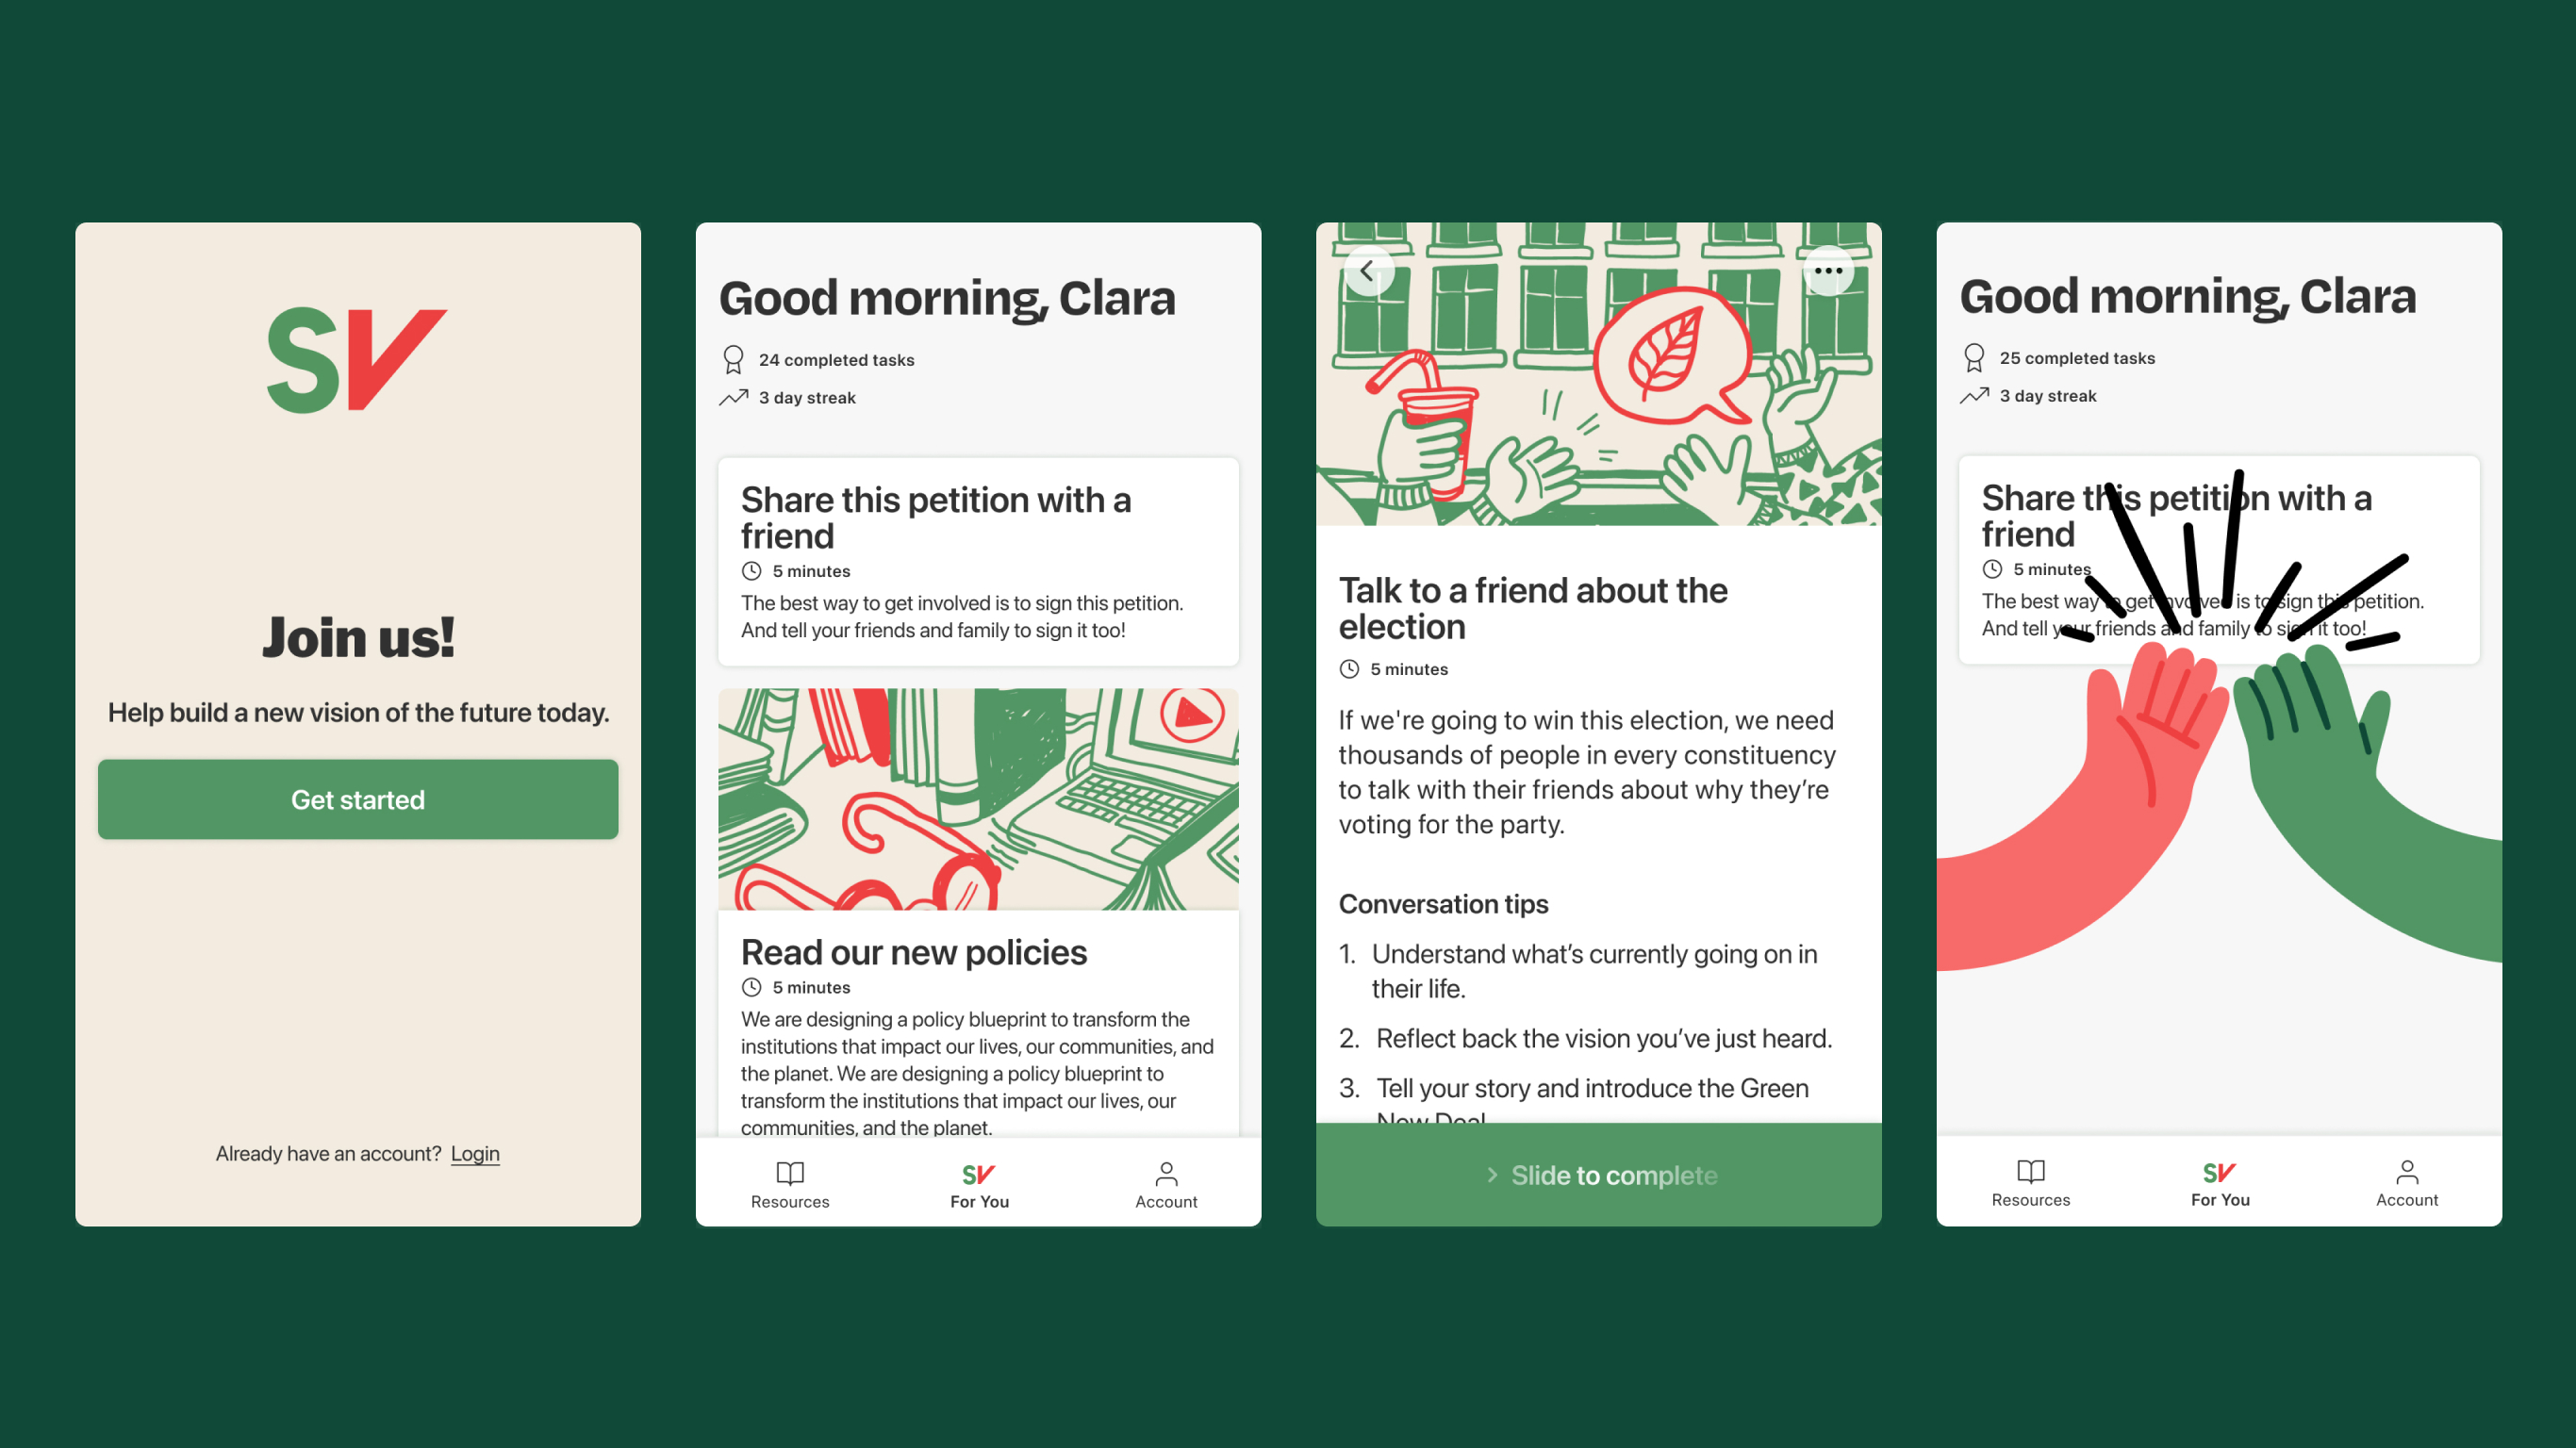 SV
Join us!
Help build a new vision of the future today.
Get started
Already have an account? Login
Good morning, Clara
24 completed tasks
3 day streak
Share this petition with a
friend
5 minutes
The best way to get involved is to sign this petition.
And tell your friends and family to sign it too!
Read our new policies
5 minutes
We are designing a policy blueprint to transform the
institutions that impact our lives, our communities, and
the planet. We are designing a policy blueprint to
transform the institutions that impact our lives, our
communities, and the planet.
Resources
SV
For You
Account
Talk to a friend about the
election
5 minutes
If we're going to win this election, we need
thousands of people in every constituency
to talk with their friends about why they’re
voting for the party.
Conversation tips
1. Understand what’s currently going on in
their life.
2. Reflect back the vision you’ve just heard.
3. Tell your story and introduce the Green
New Deal
Slide to complete
Good morning, Clara
25 completed tasks
3 day streak
Share this petition with a
friend
5 minutes
The best way to get involved is to sign this petition.
And tell your friends and family to sign it too!
Resources
SV
For You
Account